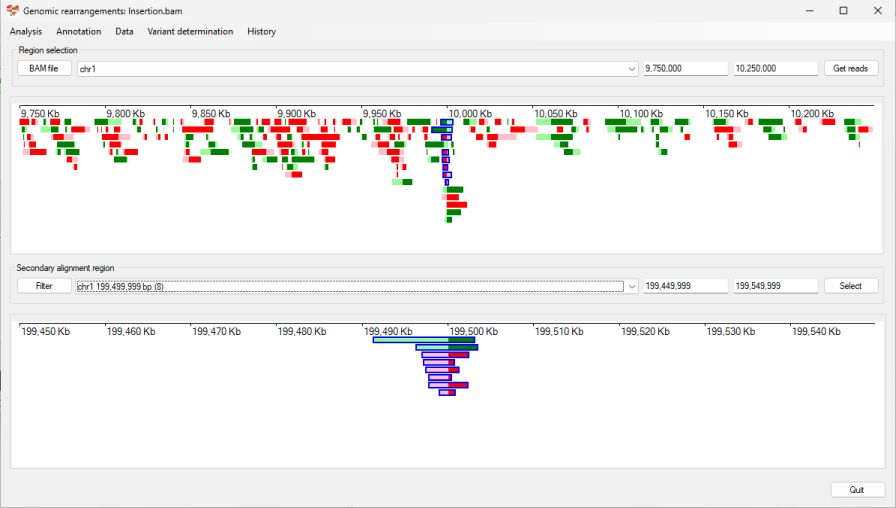 Genomic rearrangements: Insertion.bam
Analysis Annotation Data Variant determination History
Region selection
BAM file chr1 9,750,000 10,250,000 Get reads
9,750 Kb 9,800 Kb 9,850 Kb 9,900 Kb 9,950 Kb 10,000 Kb 10,050 Kb 10,100 Kb 10,150 Kb 10,200 Kb
Secondary alignment region
Filter chr1 199,499,999 bp (8) 199,449,999 199,549,999 Select
199,450 Kb 199,460 Kb 199,470 Kb 199,480 Kb 199,490 Kb 199,500 Kb 199,510 Kb 199,520 Kb 199,530 Kb 199,540 Kb
Quit